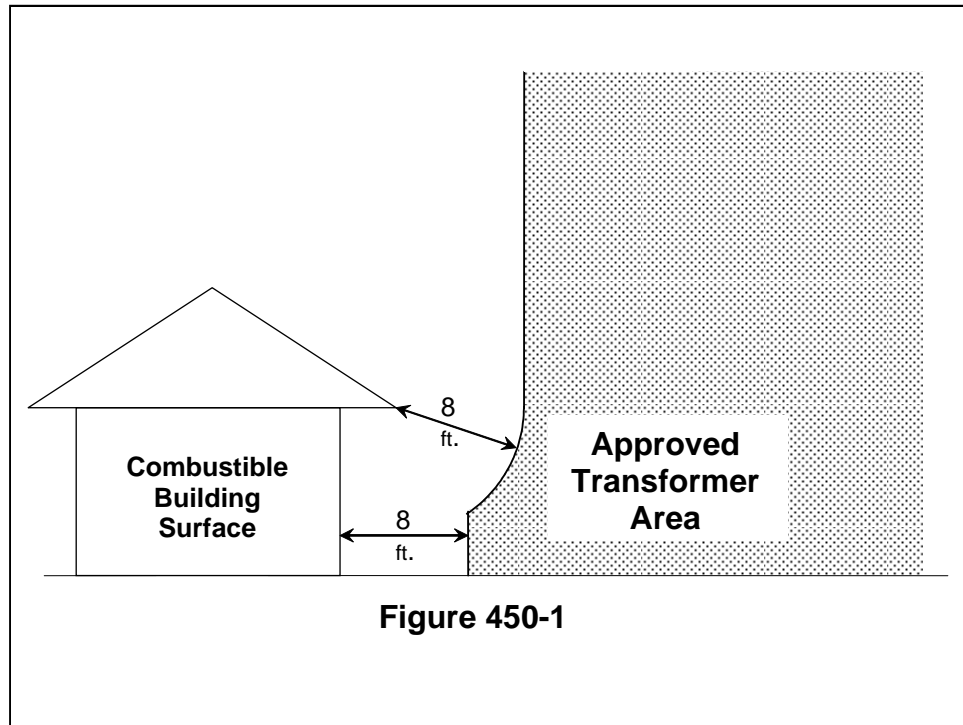 8
ft.
Combustible
Building
Surface
Approved
Transformer
Area
8
ft.
Figure 450-1